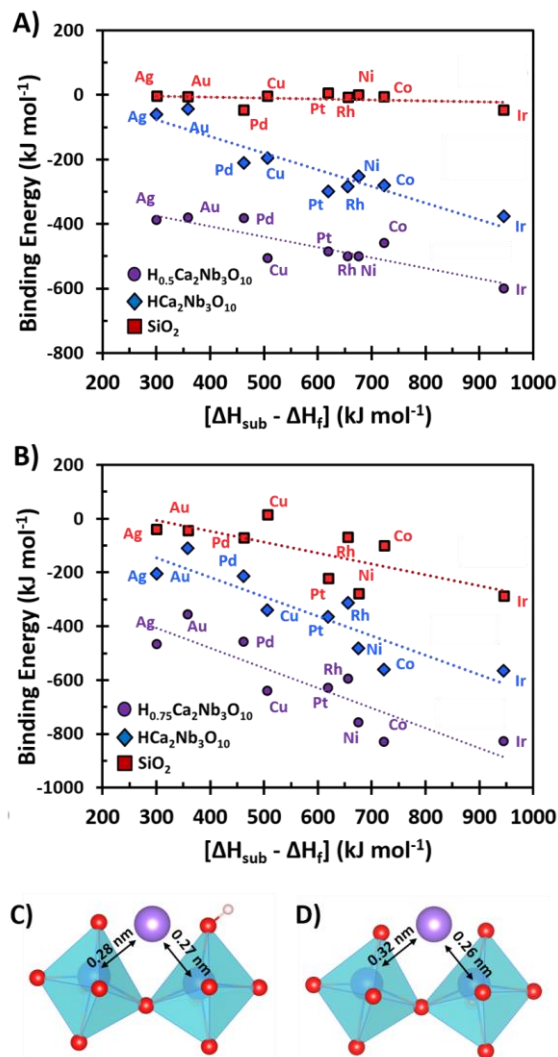 A)
200
0
-200
-400
-600
-800
Binding Energy (kJ mol⁻¹)
Ag
Au
Pd
Cu
Pt
Rh
Ni
Co
Ir
Ag
Au
Pd
Cu
Pt
Rh
Ni
Co
Ir
Ag
Au
Pd
Cu
Pt
Rh
Ni
Co
Ir
H₀.₅Ca₂Nb₃O₁₀
HCa₂Nb₃O₁₀
SiO₂
200 300 400 500 600 700 800 900 1000
[ΔH_sub - ΔH_f] (kJ mol⁻¹)
B)
200
0
-200
-400
-600
-800
-1000
Binding Energy (kJ mol⁻¹)
Ag
Au
Pd
Cu
Pt
Rh
Ni
Co
Ir
Ag
Au
Pd
Cu
Pt
Rh
Ni
Co
Ir
Ag
Au
Pd
Cu
Pt
Rh
Ni
Co
Ir
H₀.₇₅Ca₂Nb₃O₁₀
HCa₂Nb₃O₁₀
SiO₂
200 300 400 500 600 700 800 900 1000
[ΔH_sub - ΔH_f] (kJ mol⁻¹)
C)
0.28 nm
0.27 nm
D)
0.32 nm
0.26 nm